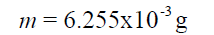 m = 6.255x10⁻³ g